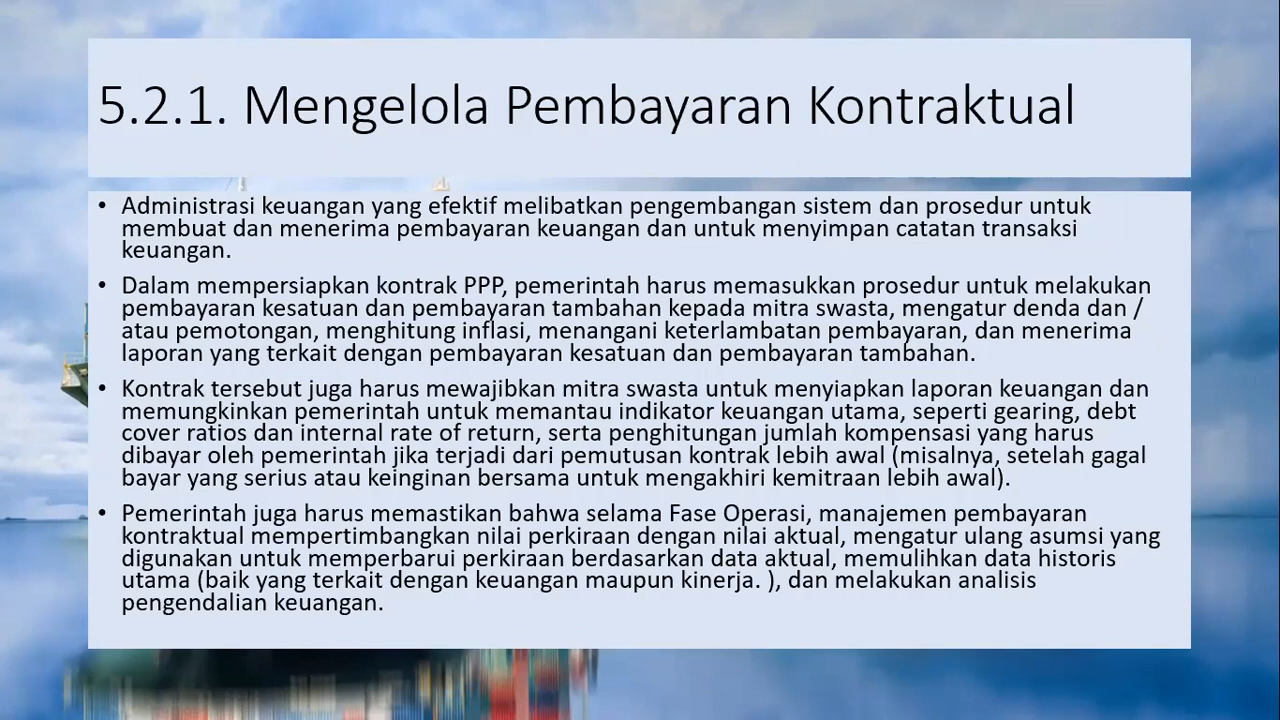 5.2.1. Mengelola Pembayaran Kontraktual
• Administrasi keuangan yang efektif melibatkan pengembangan sistem dan prosedur untuk
membuat dan menerima pembayaran keuangan dan untuk menyimpan catatan transaksi
keuangan.
• Dalam mempersiapkan kontrak PPP, pemerintah harus memasukkan prosedur untuk melakukan
pembayaran kesatuan dan pembayaran tambahan kepada mitra swasta, mengatur denda dan /
atau pemotongan, menghitung inflasi, menangani keterlambatan pembayaran, dan menerima
laporan yang terkait dengan pembayaran kesatuan dan pembayaran tambahan.
• Kontrak tersebut juga harus mewajibkan mitra swasta untuk menyiapkan laporan keuangan dan
memungkinkan pemerintah untuk memantau indikator keuangan utama, seperti gearing, debt
cover ratios dan internal rate of return, serta penghitungan jumlah kompensasi yang harus
dibayar oleh pemerintah jika terjadi dari pemutusan kontrak lebih awal (misalnya, setelah gagal
bayar yang serius atau keinginan bersama untuk mengakhiri kemitraan lebih awal).
• Pemerintah juga harus memastikan bahwa selama Fase Operasi, manajemen pembayaran
kontraktual mempertimbangkan nilai perkiraan dengan nilai aktual, mengatur ulang asumsi yang
digunakan untuk memperbarui perkiraan berdasarkan data aktual, memulihkan data historis
utama (baik yang terkait dengan keuangan maupun kinerja. ), dan melakukan analisis
pengendalian keuangan.